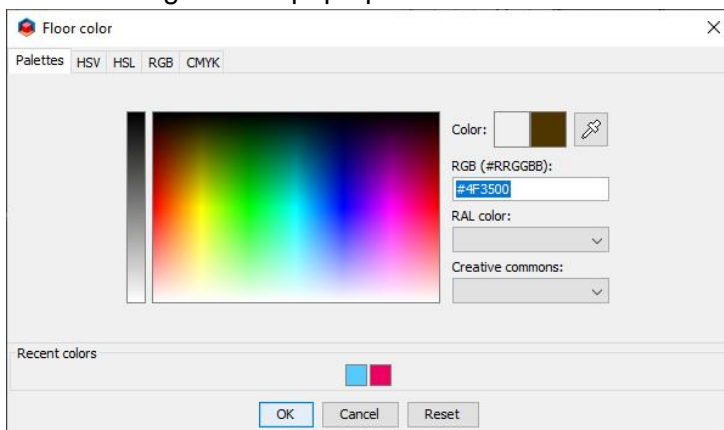 Floor color
Palettes HSV HSL RGB CMYK
Color:
RGB (#RRGGBB):
#4F3500
RAL color:
Creative commons:
Recent colors
OK Cancel Reset